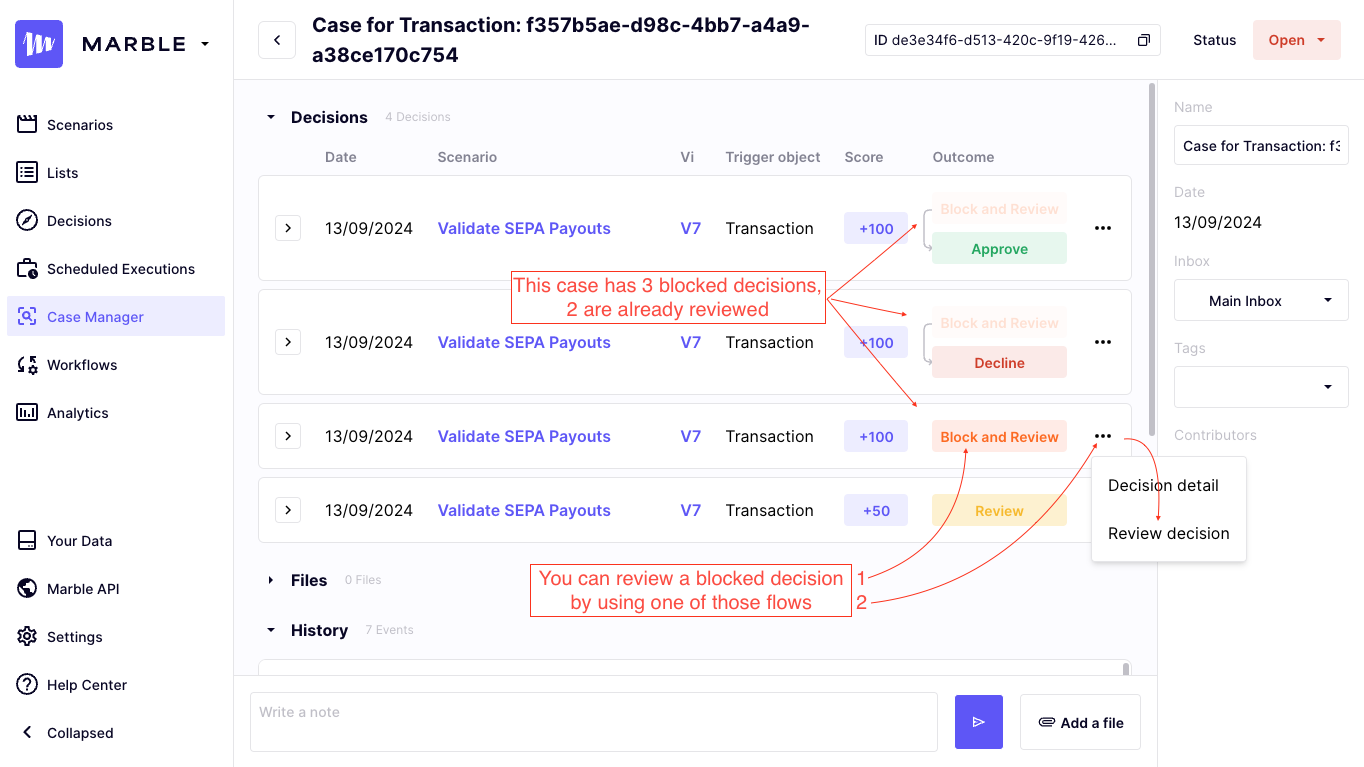 MARBLE
Scenarios
Lists
Decisions
Scheduled Executions
Case Manager
Workflows
Analytics
Your Data
Marble API
Settings
Help Center
Collapsed
Case for Transaction: f357b5ae-d98c-4bb7-a4a9-
a38ce170c754
ID de3e34f6-d513-420c-9f19-426...
Status
Open
Decisions 4 Decisions
Date Scenario Vi Trigger object Score Outcome
Block and Review
13/09/2024 Validate SEPA Payouts V7 Transaction +100
Approve
This case has 3 blocked decisions,
2 are already reviewed
Block and Review
13/09/2024 Validate SEPA Payouts V7 Transaction +100
Decline
13/09/2024 Validate SEPA Payouts V7 Transaction +100 Block and Review
Decision detail
Review decision
13/09/2024 Validate SEPA Payouts V7 Transaction +50 Review
You can review a blocked decision 1
by using one of those flows 2
Files 0 Files
History 7 Events
Write a note
Add a file
Name
Case for Transaction: f3
Date
13/09/2024
Inbox
Main Inbox
Tags
Contributors